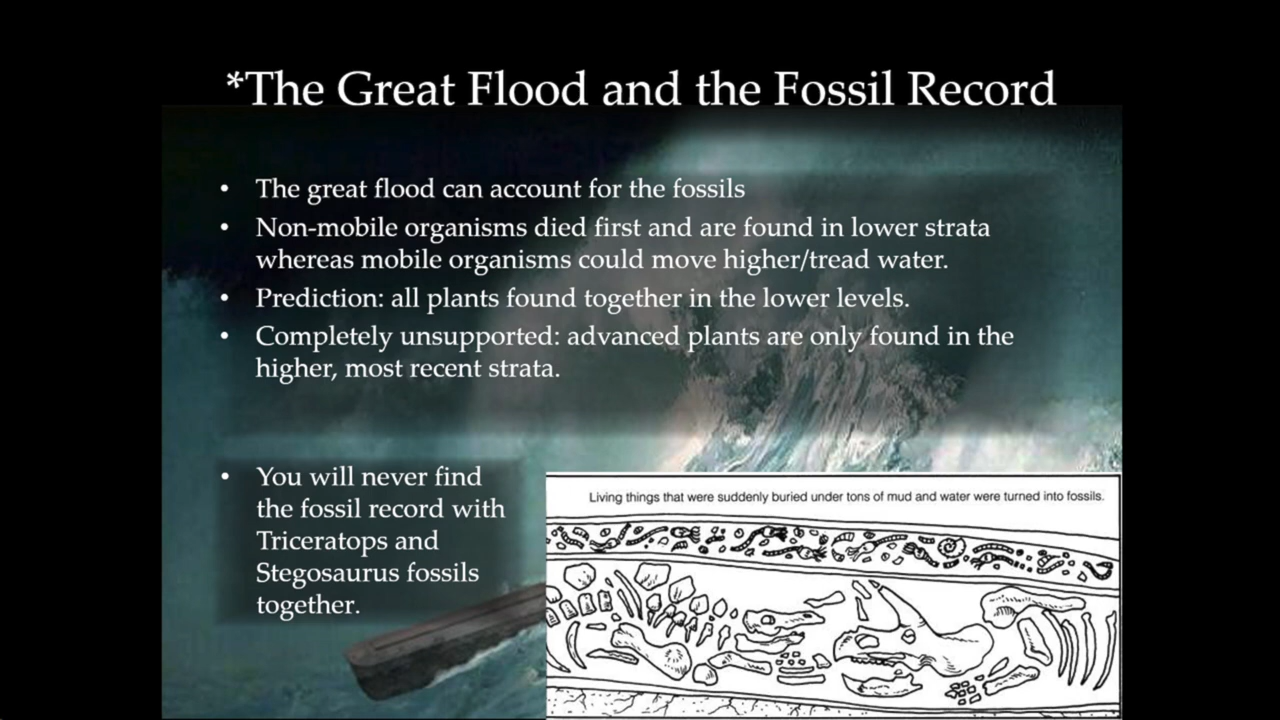 *The Great Flood and the Fossil Record
• The great flood can account for the fossils
• Non-mobile organisms died first and are found in lower strata
whereas mobile organisms could move higher/tread water.
• Prediction: all plants found together in the lower levels.
• Completely unsupported: advanced plants are only found in the
higher, most recent strata.
• You will never find
the fossil record with
Triceratops and
Stegosaurus fossils
together.
Living things that were suddenly buried under tons of mud and water were turned into fossils.